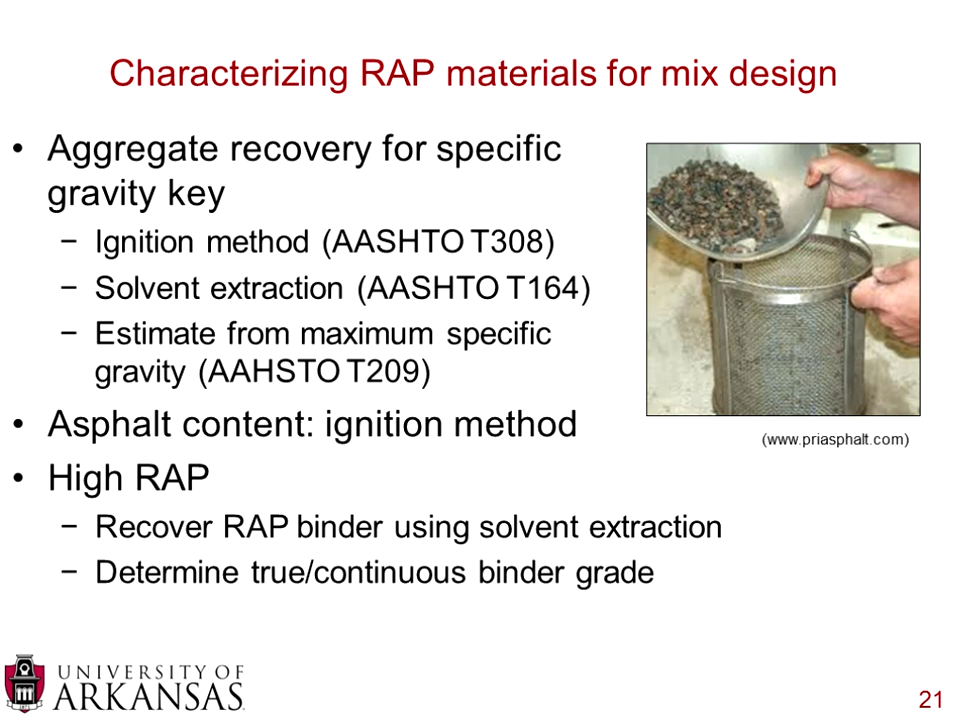 Characterizing RAP materials for mix design
• Aggregate recovery for specific
gravity key
− Ignition method (AASHTO T308)
− Solvent extraction (AASHTO T164)
− Estimate from maximum specific
gravity (AAHSTO T209)
• Asphalt content: ignition method
(www.priasphalt.com)
• High RAP
− Recover RAP binder using solvent extraction
− Determine true/continuous binder grade
UNIVERSITY OF
ARKANSAS
21